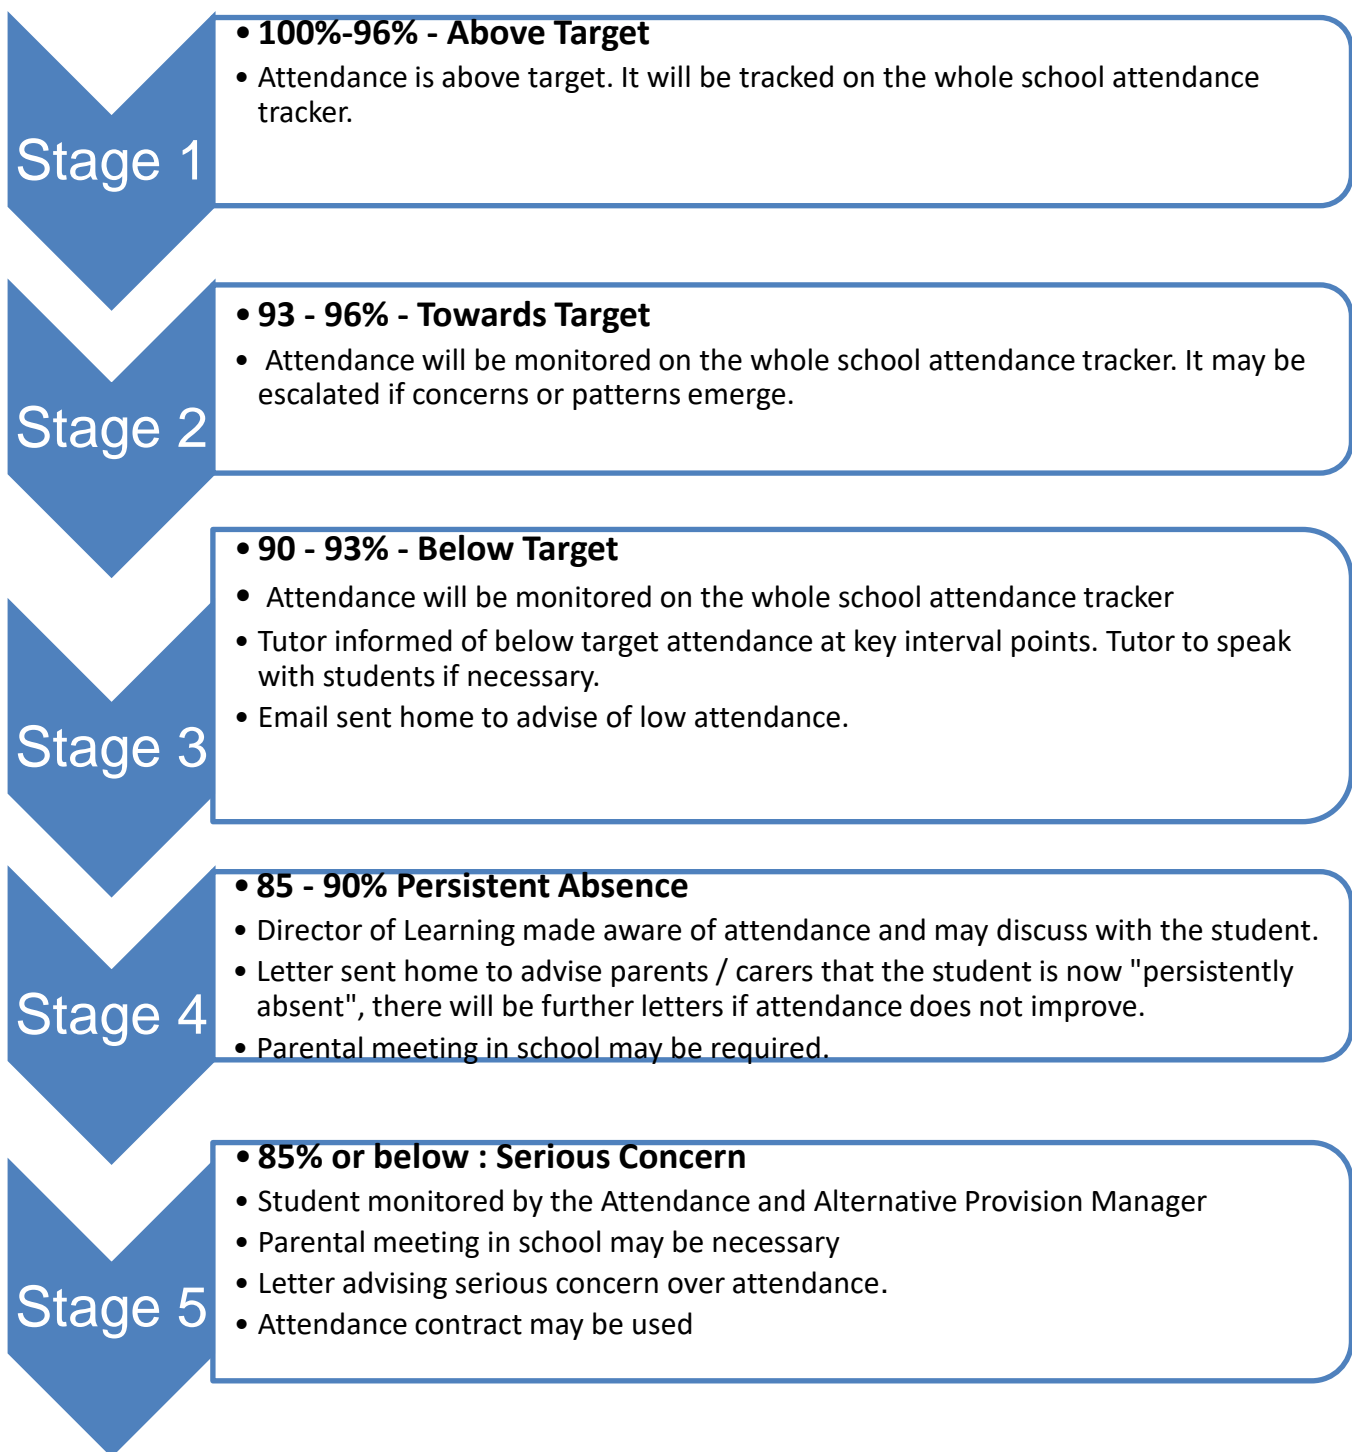 • 100%-96% - Above Target
• Attendance is above target. It will be tracked on the whole school attendance
tracker.
Stage 1
• 93 - 96% - Towards Target
• Attendance will be monitored on the whole school attendance tracker. It may be
escalated if concerns or patterns emerge.
Stage 2
• 90 - 93% - Below Target
• Attendance will be monitored on the whole school attendance tracker
• Tutor informed of below target attendance at key interval points. Tutor to speak
with students if necessary.
• Email sent home to advise of low attendance.
Stage 3
• 85 - 90% Persistent Absence
• Director of Learning made aware of attendance and may discuss with the student.
• Letter sent home to advise parents / carers that the student is now "persistently
absent", there will be further letters if attendance does not improve.
• Parental meeting in school may be required.
Stage 4
• 85% or below : Serious Concern
• Student monitored by the Attendance and Alternative Provision Manager
• Parental meeting in school may be necessary
• Letter advising serious concern over attendance.
• Attendance contract may be used
Stage 5